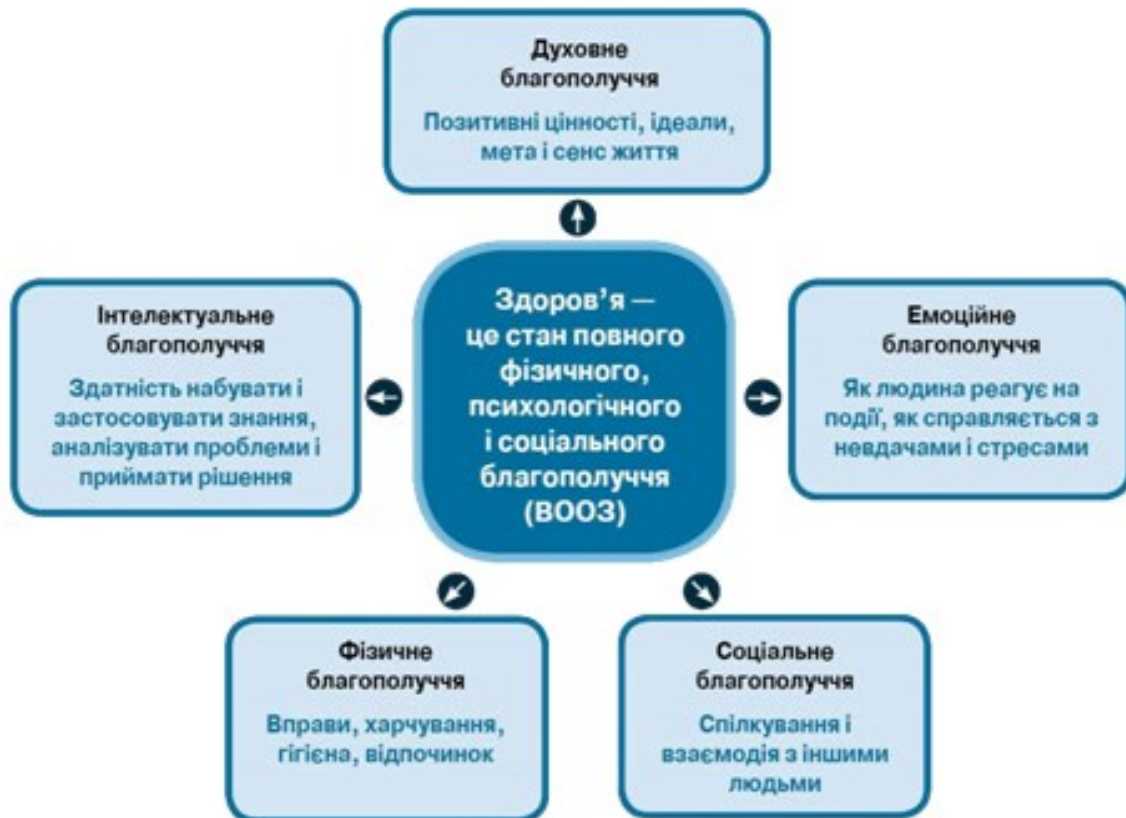 Духовне
благополуччя
Позитивні цінності, ідеали,
мета і сенс життя
Інтелектуальне
благополуччя
Здатність набувати і
застосовувати знання,
аналізувати проблеми і
приймати рішення
Здоров’я —
це стан повного
фізичного,
психологічного
і соціального
благополуччя
(ВООЗ)
Емоційне
благополуччя
Як людина реагує на
події, як справляється з
невдачами і стресами
Фізичне
благополуччя
Вправи, харчування,
гігієна, відпочинок
Соціальне
благополуччя
Спілкування і
взаємодія з іншими
людьми